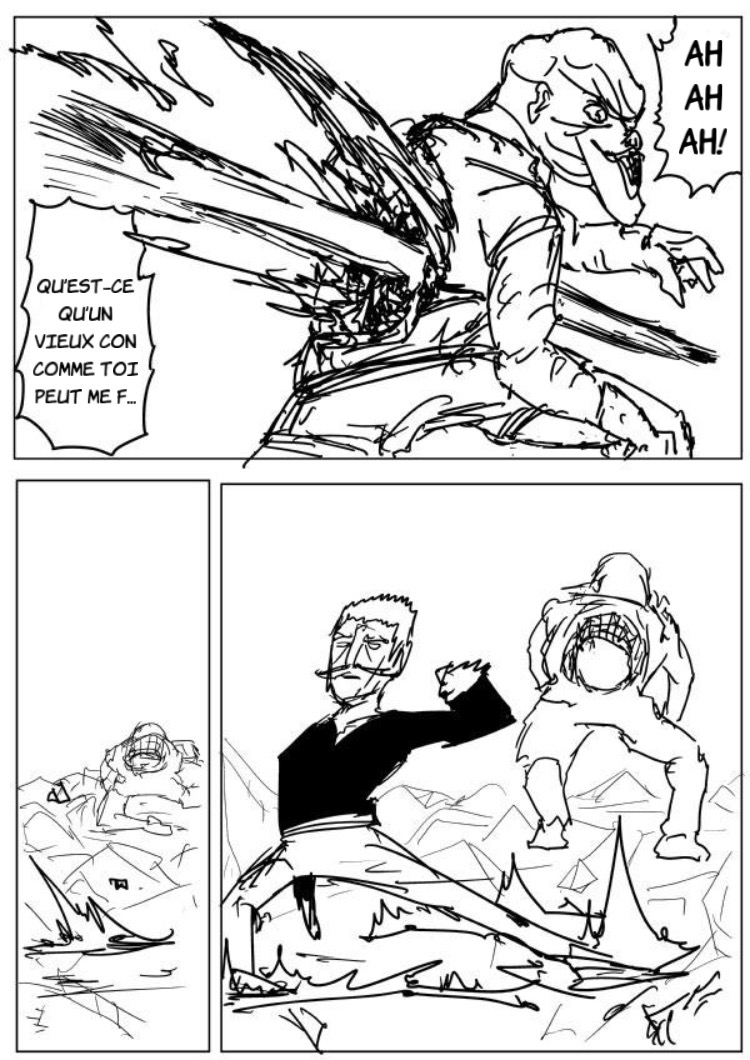 AH
AH
AH!
QU'EST-CE
QU'UN
VIEUX CON
COMME TOI
PEUT ME F...